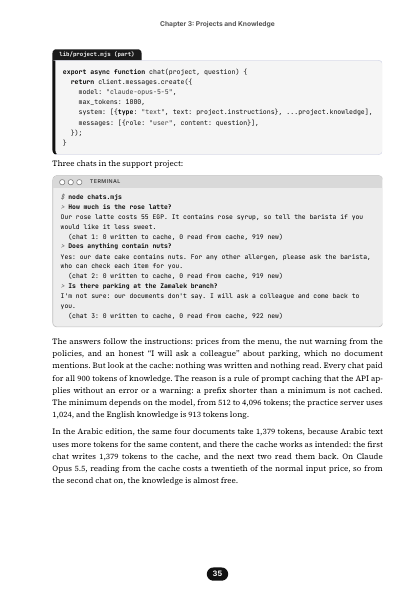 Chapter 3: Projects and Knowledge
lib/project.mjs (part)
export async function chat(project, question) {
return client.messages.create({
model: "claude-opus-5-5",
max_tokens: 1000,
system: [{type: "text", text: project.instructions}, ...project.knowledge],
messages: [{role: "user", content: question}],
});
}
Three chats in the support project:
TERMINAL
$ node chats.mjs
> How much is the rose latte?
Our rose latte costs 55 EGP. It contains rose syrup, so tell the barista if you
would like it less sweet.
(chat 1: 0 written to cache, 0 read from cache, 919 new)
> Does anything contain nuts?
Yes: our date cake contains nuts. For any other allergen, please ask the barista,
who can check each item for you.
(chat 2: 0 written to cache, 0 read from cache, 919 new)
> Is there parking at the Zamalek branch?
I'm not sure: our documents don't say. I will ask a colleague and come back to
you.
(chat 3: 0 written to cache, 0 read from cache, 922 new)
The answers follow the instructions: prices from the menu, the nut warning from the
policies, and an honest “I will ask a colleague” about parking, which no document
mentions. But look at the cache: nothing was written and nothing read. Every chat paid
for all 900 tokens of knowledge. The reason is a rule of prompt caching that the API ap-
plies without an error or a warning: a prefix shorter than a minimum is not cached.
The minimum depends on the model, from 512 to 4,096 tokens; the practice server uses
1,024, and the English knowledge is 913 tokens long.
In the Arabic edition, the same four documents take 1,379 tokens, because Arabic text
uses more tokens for the same content, and there the cache works as intended: the first
chat writes 1,379 tokens to the cache, and the next two read them back. On Claude
Opus 5.5, reading from the cache costs a twentieth of the normal input price, so from
the second chat on, the knowledge is almost free.
35